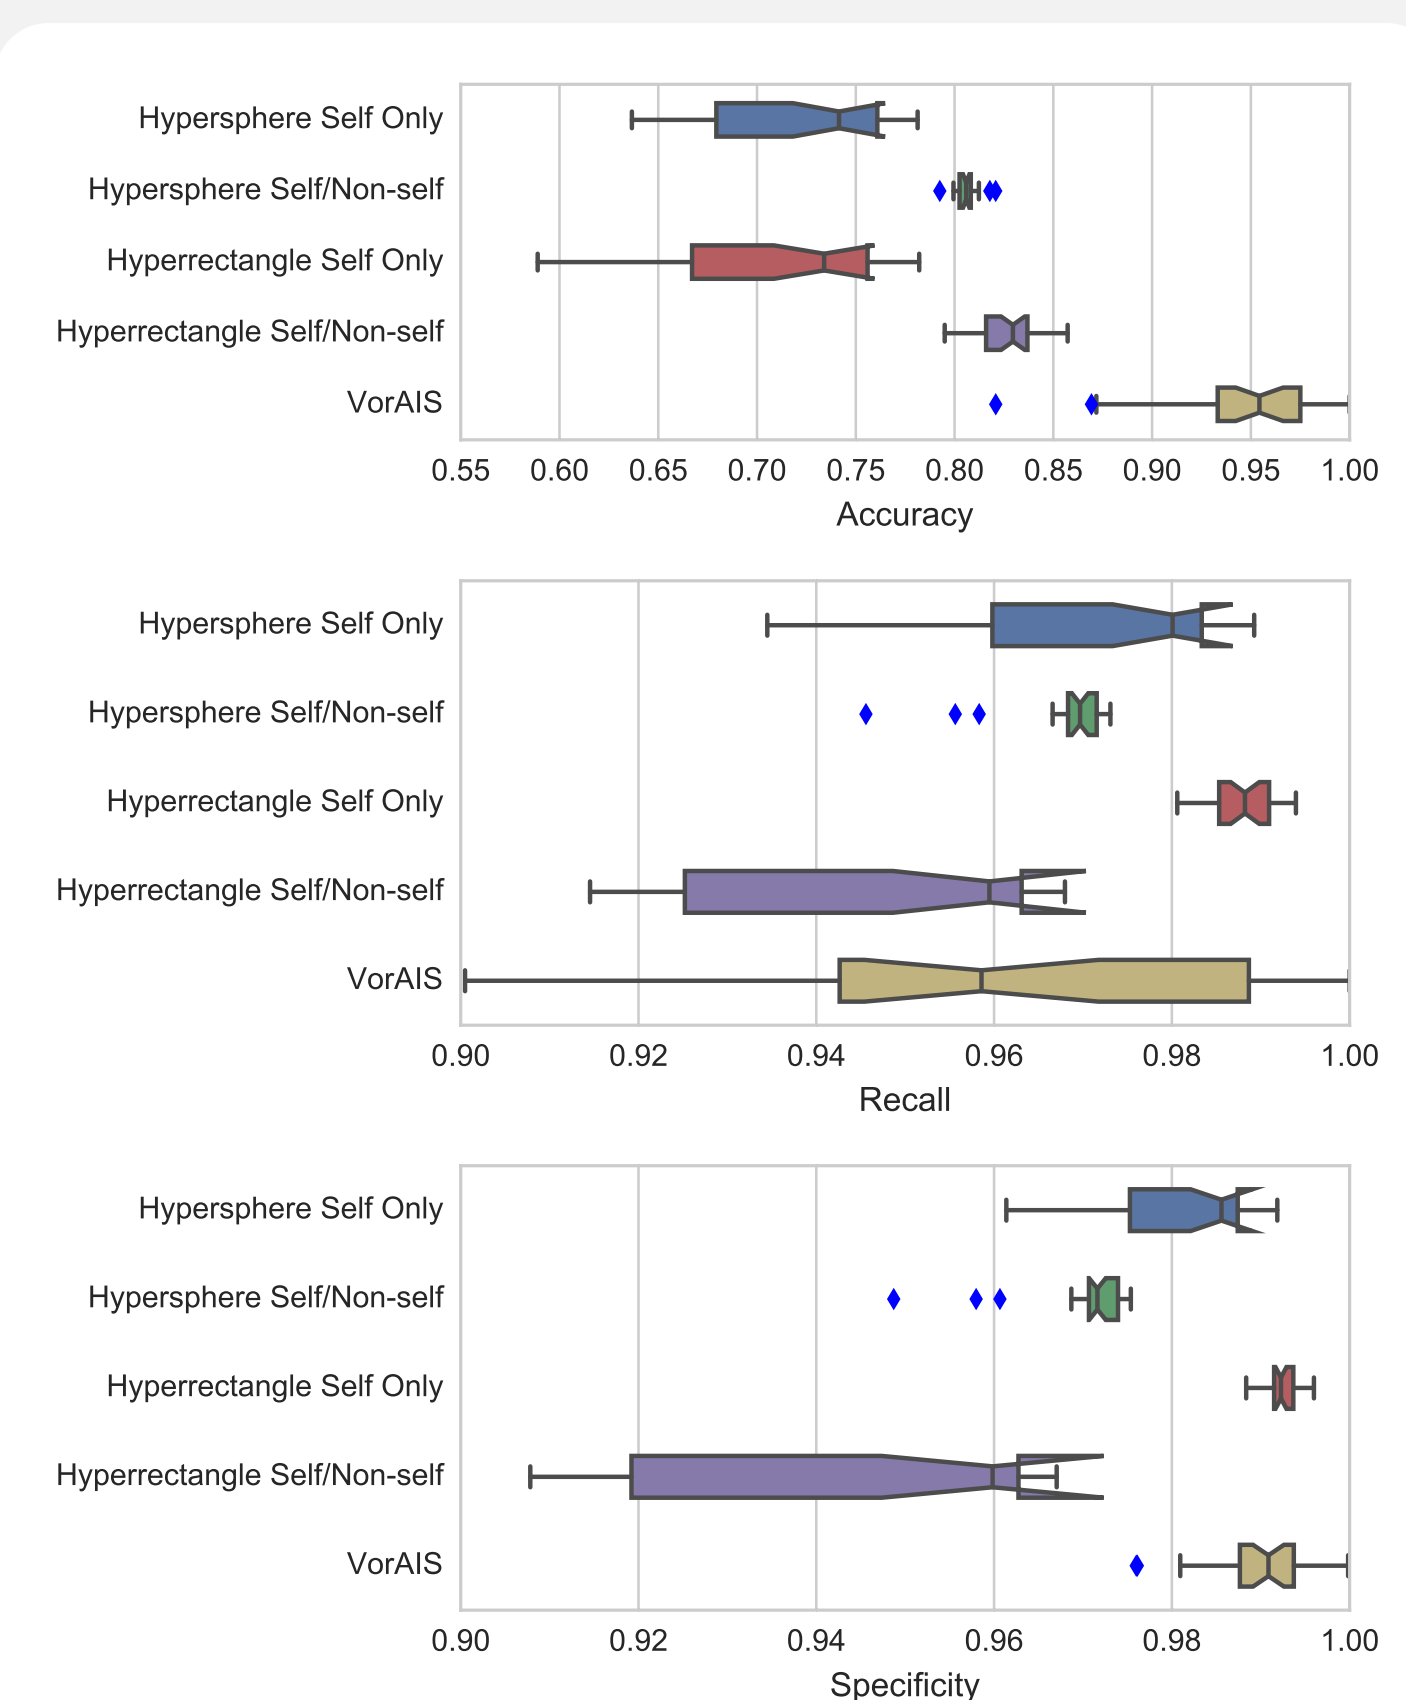 Hypersphere Self Only
Hypersphere Self/Non-self
Hyperrectangle Self Only
Hyperrectangle Self/Non-self
VorAIS
0.55 0.60 0.65 0.70 0.75 0.80 0.85 0.90 0.95 1.00
Accuracy
Hypersphere Self Only
Hypersphere Self/Non-self
Hyperrectangle Self Only
Hyperrectangle Self/Non-self
VorAIS
0.90 0.92 0.94 0.96 0.98 1.00
Recall
Hypersphere Self Only
Hypersphere Self/Non-self
Hyperrectangle Self Only
Hyperrectangle Self/Non-self
VorAIS
0.90 0.92 0.94 0.96 0.98 1.00
Specificity